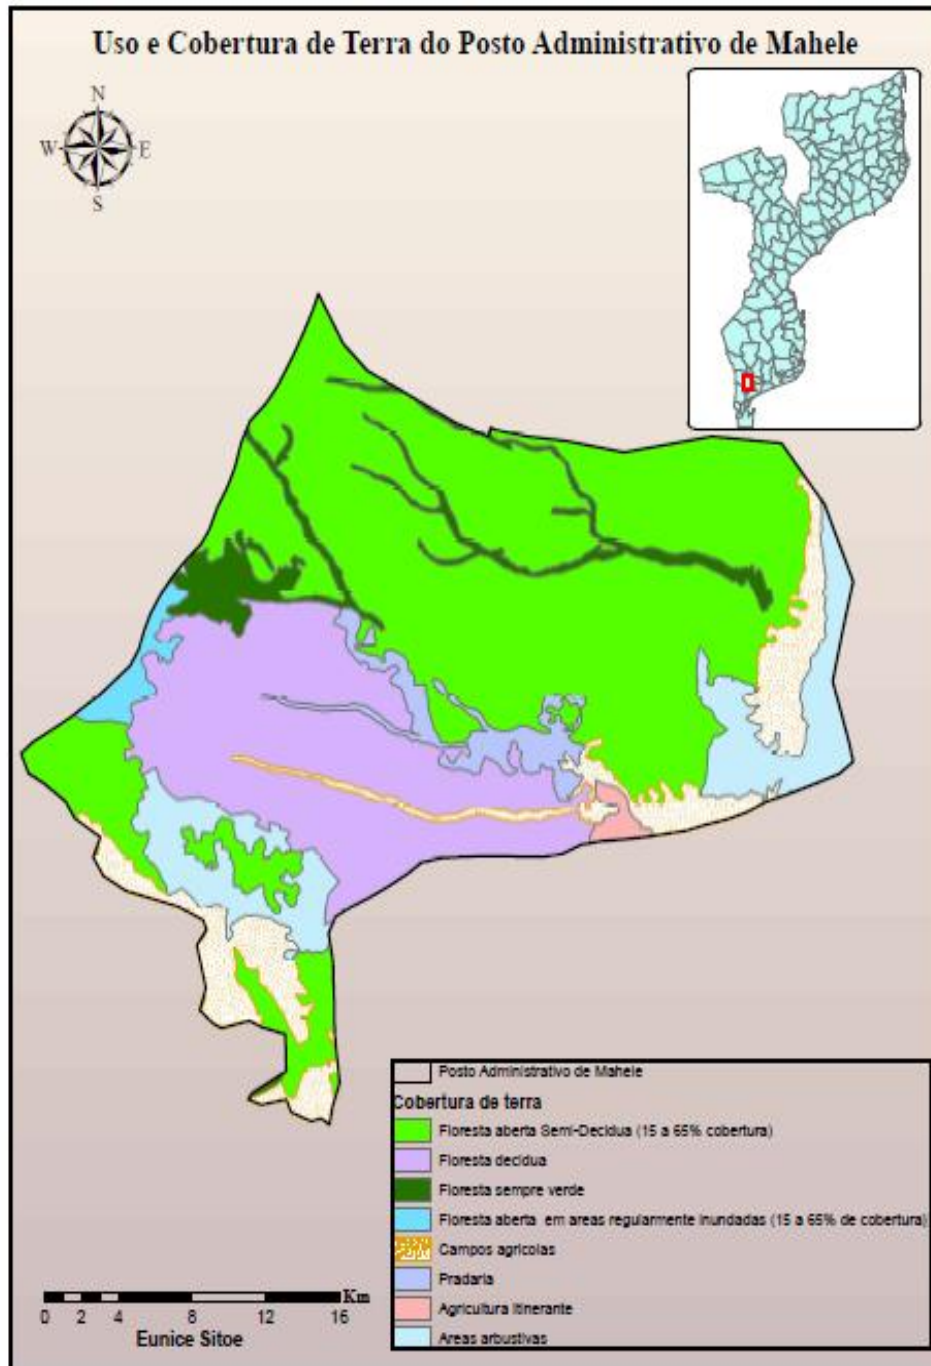 Uso e Cobertura de Terra do Posto Administrativo de Mahele
N
W E
S
Posto Administrativo de Mahele
Cobertura de terra
Floresta aberta Semi-Decidua (15 a 65% cobertura)
Floresta decidua
Floresta sempre verde
Floresta aberta em areas regularmente inundadas (15 a 65% de cobertura)
Campos agricolas
Pradaria
Agricultura Itinerante
Areas arbustivas
Km
0 2 4 8 12 16
Eunice Sitoe